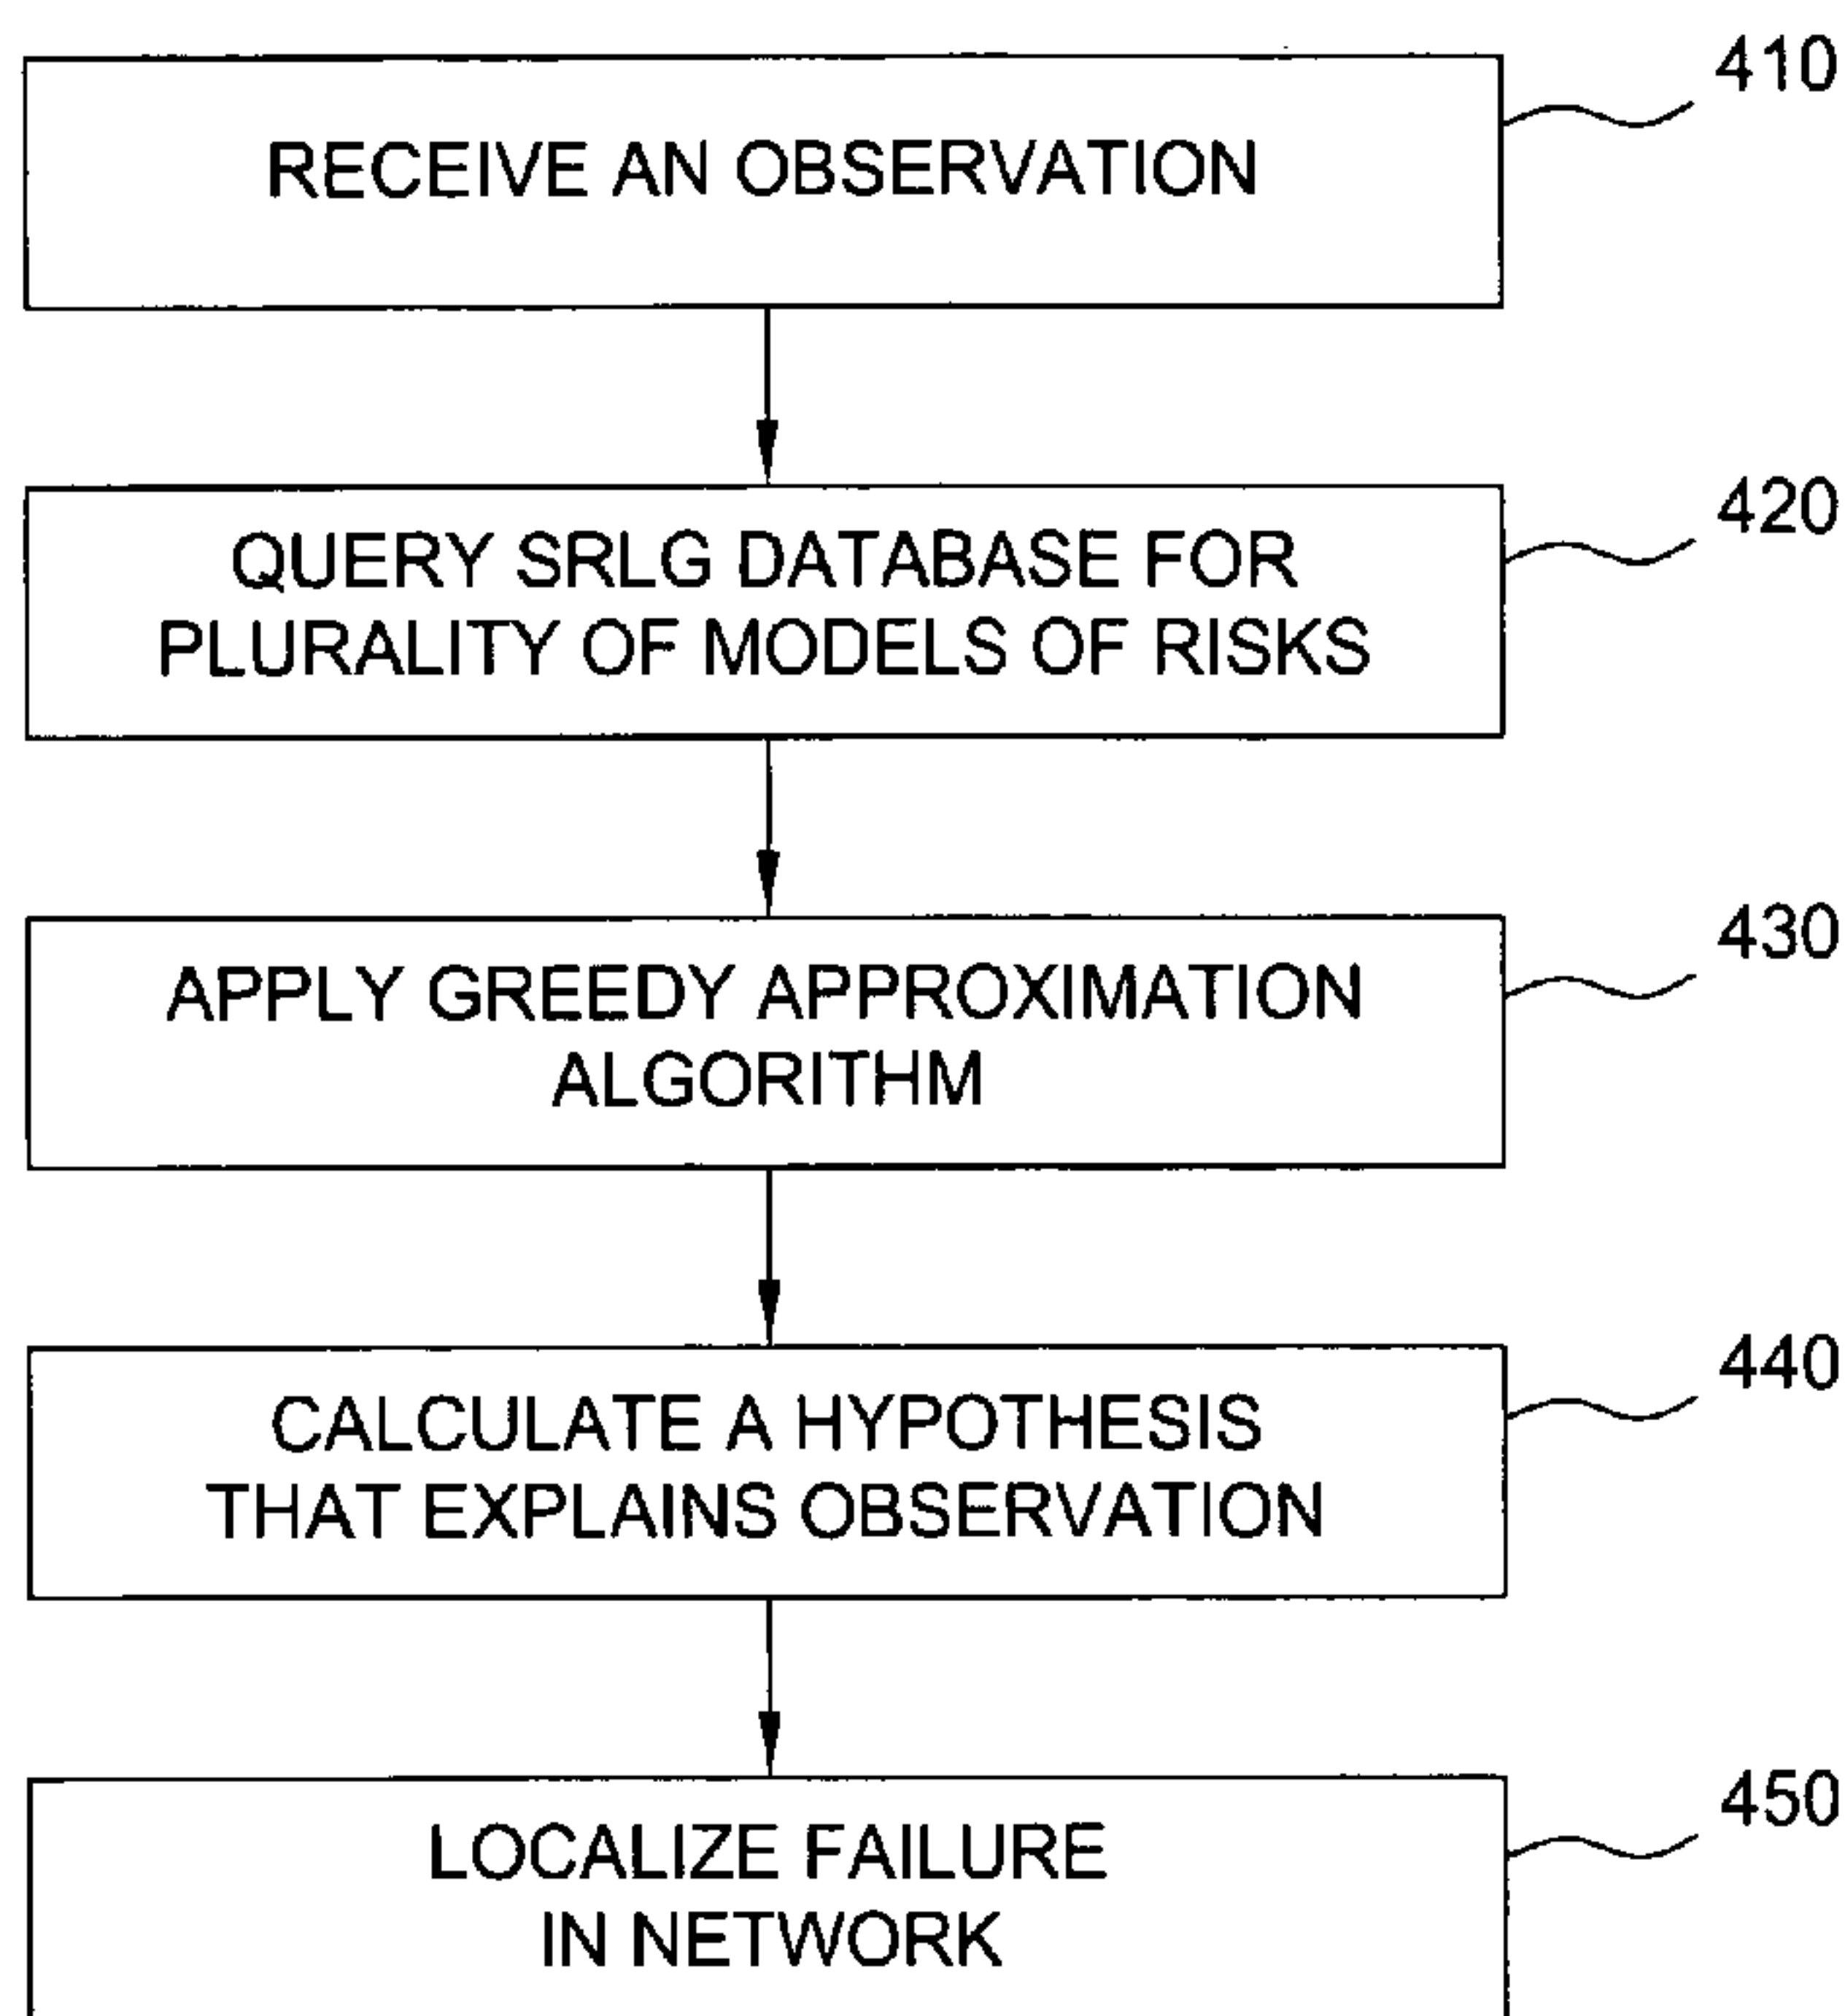 410
RECEIVE AN OBSERVATION
420
QUERY SRLG DATABASE FOR
PLURALITY OF MODELS OF RISKS
430
APPLY GREEDY APPROXIMATION
ALGORITHM
440
CALCULATE A HYPOTHESIS
THAT EXPLAINS OBSERVATION
450
LOCALIZE FAILURE
IN NETWORK